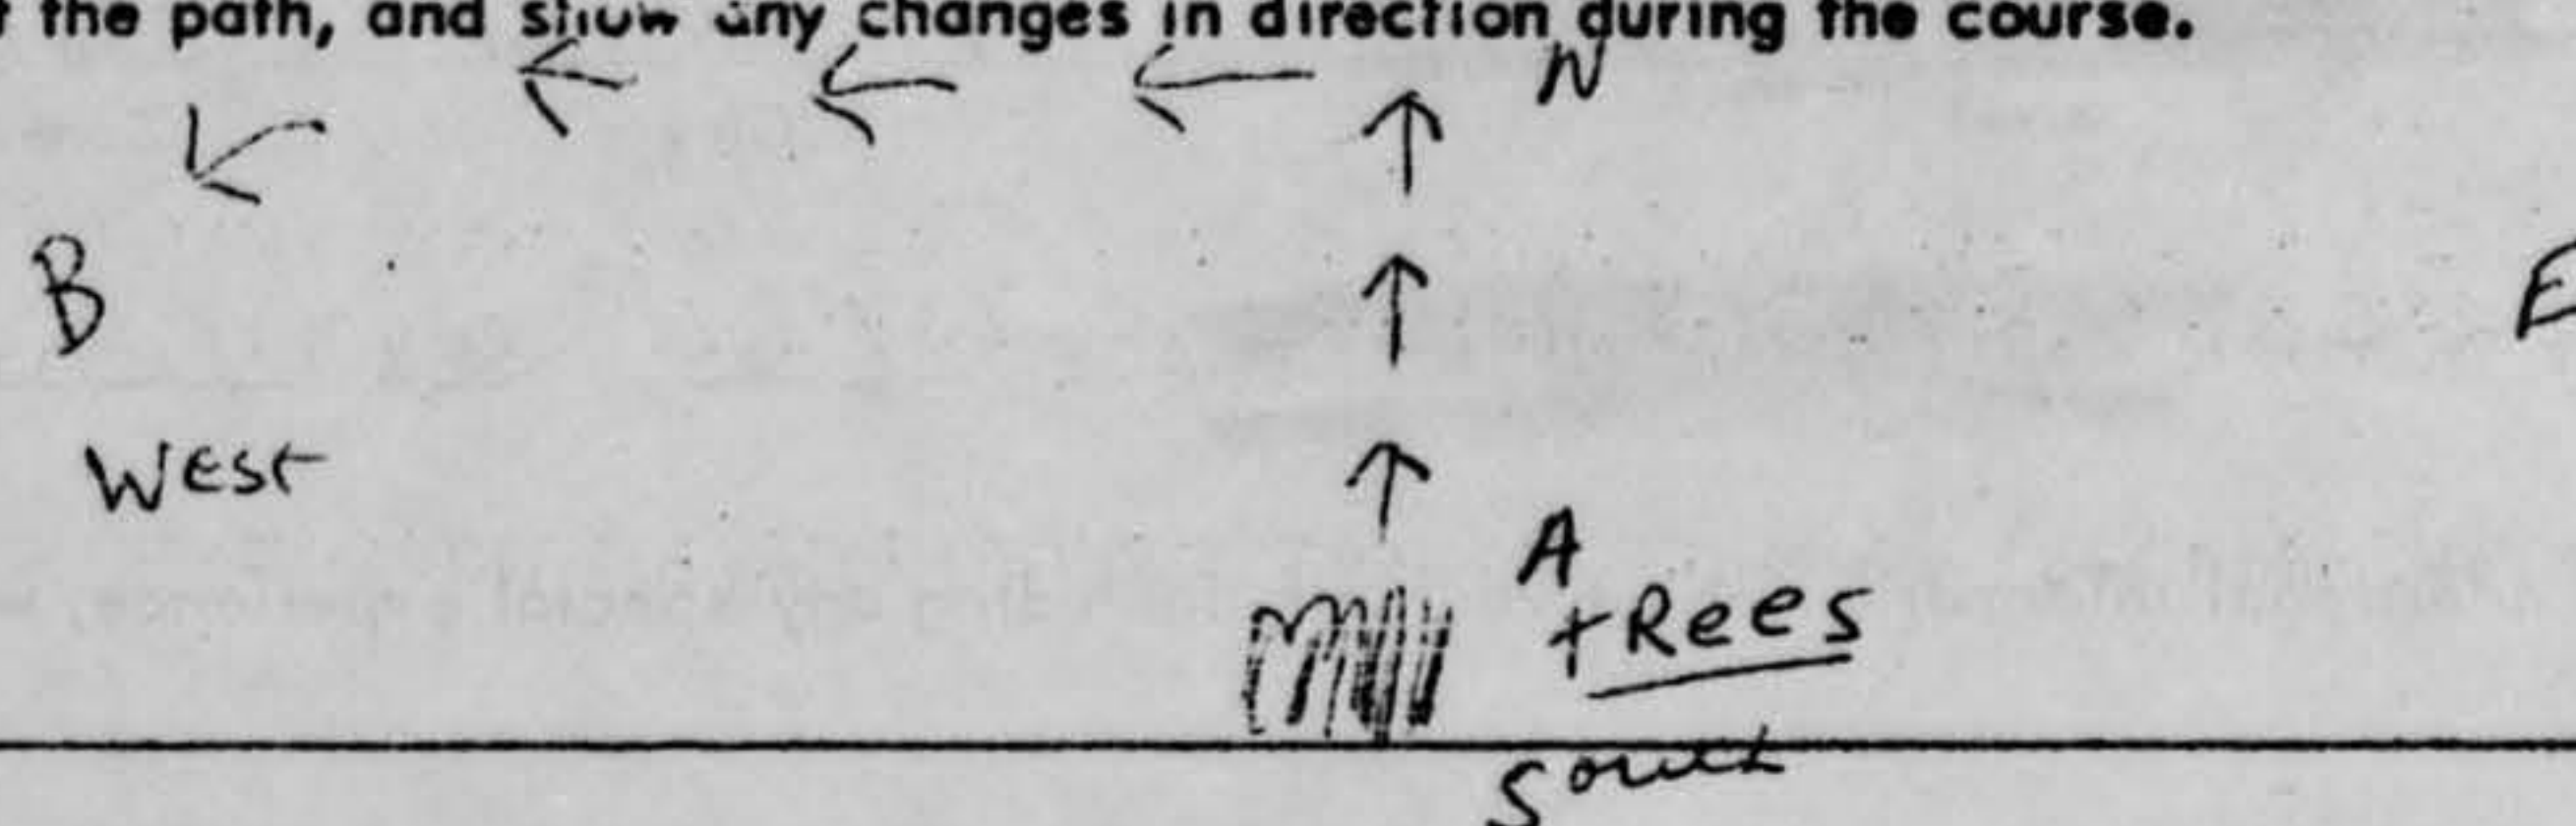 the path, and show any changes in direction during the course.
N
B
E
West
A
tRees
South